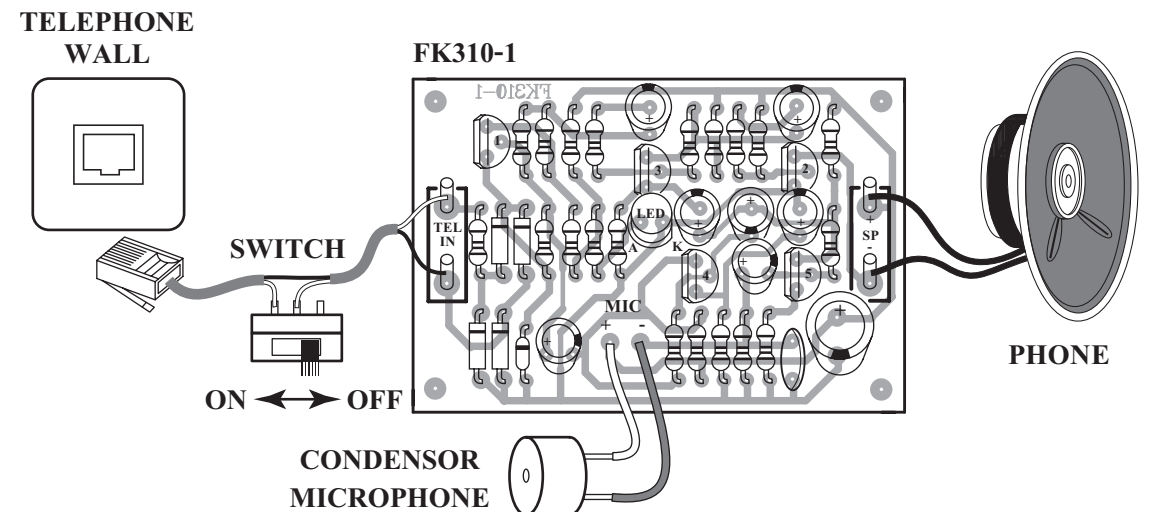 TELEPHONE
WALL
FK310-1
FK310-1
1
+
+
3
2
TEL
IN
LED
+
+
+
+
SP
-
A
K
SWITCH
4
+
5
MIC
+
-
+
+
PHONE
ON
OFF
CONDENSOR
MICROPHONE